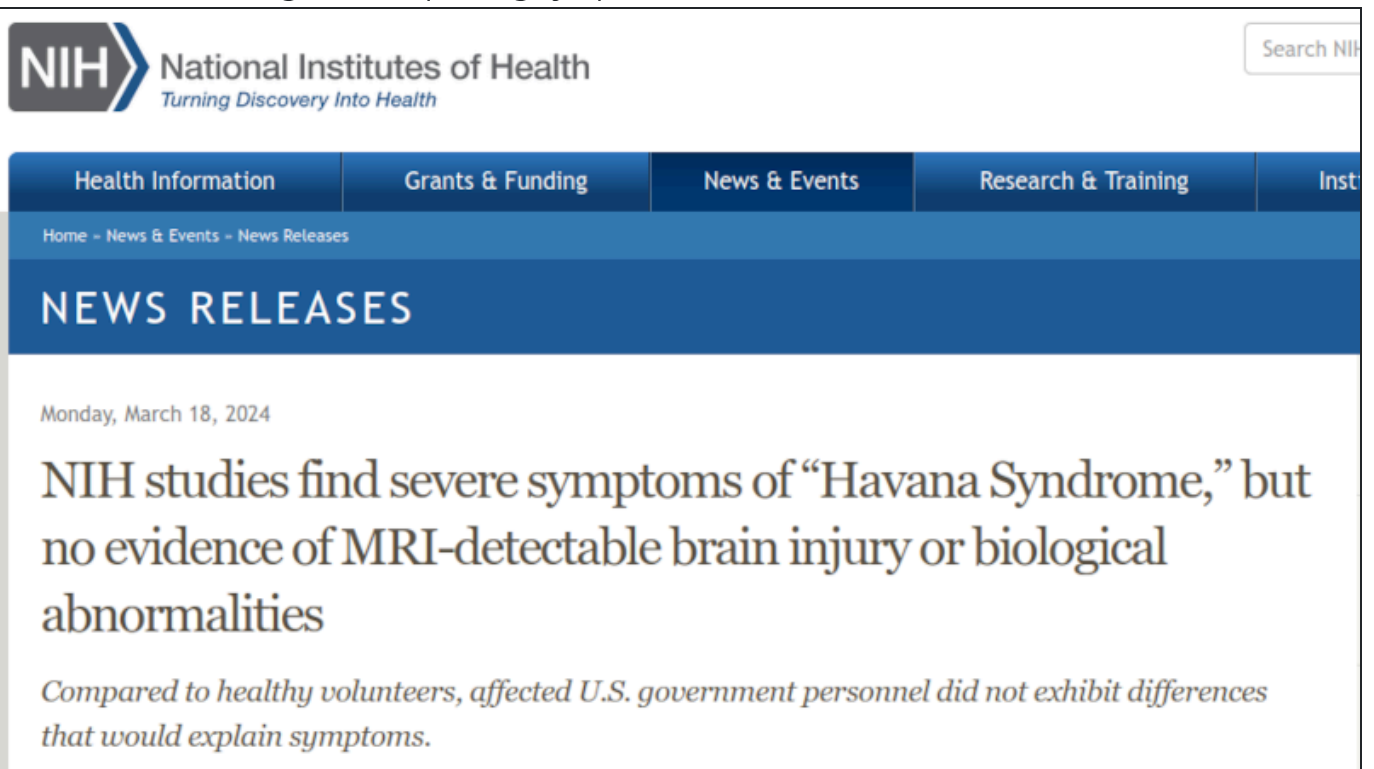 NIH
National Institutes of Health
Turning Discovery Into Health
Search
Health Information
Grants & Funding
News & Events
Research & Training
Home » News & Events » News Releases
NEWS RELEASES
Monday, March 18, 2024
NIH studies find severe symptoms of “Havana Syndrome,” but
no evidence of MRI-detectable brain injury or biological
abnormalities
Compared to healthy volunteers, affected U.S. government personnel did not exhibit differences
that would explain symptoms.